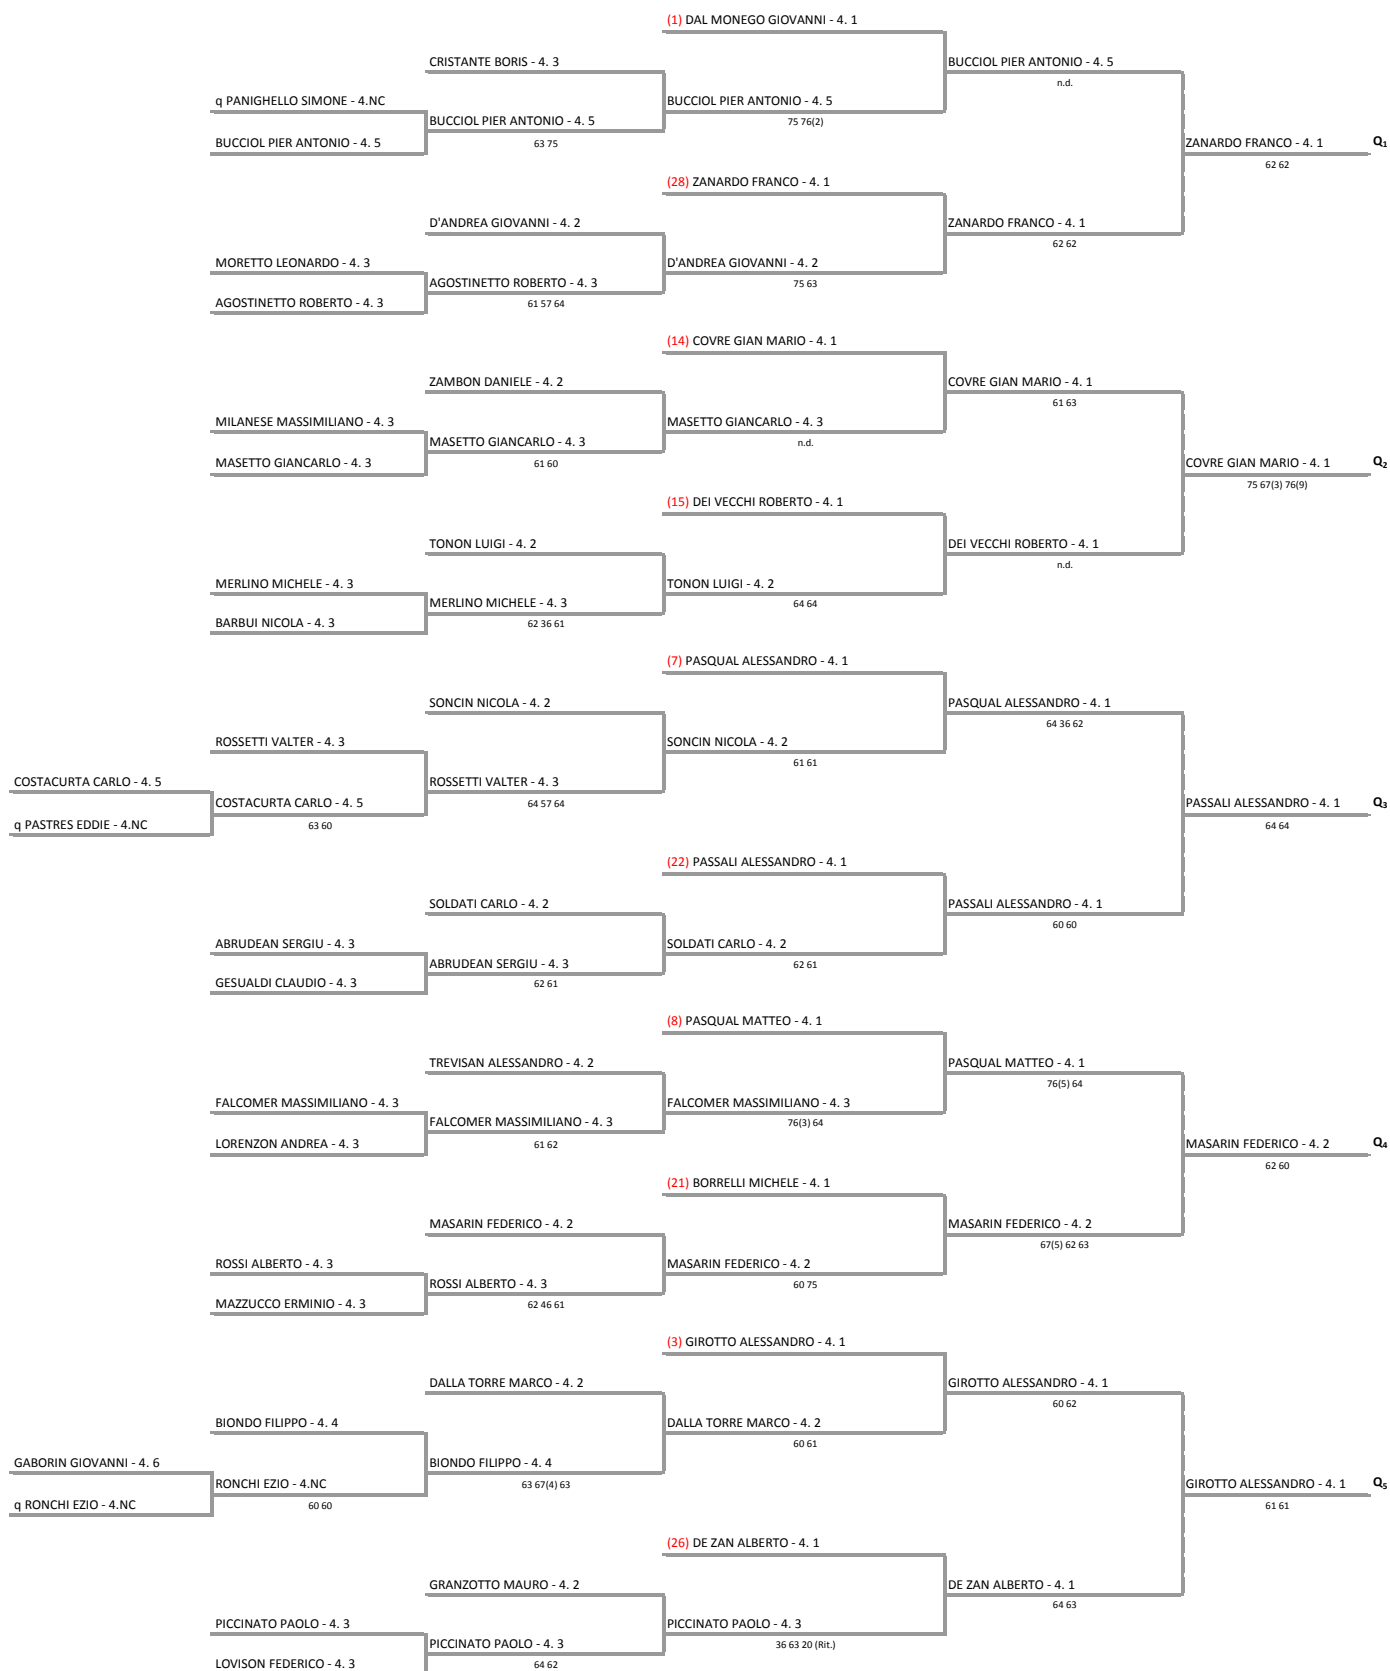 (1) DAL MONEGO GIOVANNI - 4. 1
CRISTANTE BORIS - 4. 3
BUCCIOL PIER ANTONIO - 4. 5
n.d.
q PANIGHELLO SIMONE - 4.NC
BUCCIOL PIER ANTONIO - 4. 5
75 76(2)
BUCCIOL PIER ANTONIO - 4. 5
63 75
BUCCIOL PIER ANTONIO - 4. 5
ZANARDO FRANCO - 4. 1
Q1
62 62
(28) ZANARDO FRANCO - 4. 1
D'ANDREA GIOVANNI - 4. 2
ZANARDO FRANCO - 4. 1
62 62
MORETTO LEONARDO - 4. 3
D'ANDREA GIOVANNI - 4. 2
75 63
AGOSTINETTO ROBERTO - 4. 3
61 57 64
AGOSTINETTO ROBERTO - 4. 3
(14) COVRE GIAN MARIO - 4. 1
ZAMBON DANIELE - 4. 2
COVRE GIAN MARIO - 4. 1
61 63
MILANESE MASSIMILIANO - 4. 3
MASETTO GIANCARLO - 4. 3
n.d.
MASETTO GIANCARLO - 4. 3
61 60
MASETTO GIANCARLO - 4. 3
COVRE GIAN MARIO - 4. 1
Q2
75 67(3) 76(9)
(15) DEI VECCHI ROBERTO - 4. 1
TONON LUIGI - 4. 2
DEI VECCHI ROBERTO - 4. 1
n.d.
MERLINO MICHELE - 4. 3
TONON LUIGI - 4. 2
64 64
MERLINO MICHELE - 4. 3
62 36 61
BARBUI NICOLA - 4. 3
(7) PASQUAL ALESSANDRO - 4. 1
SONCIN NICOLA - 4. 2
PASQUAL ALESSANDRO - 4. 1
64 36 62
ROSSETTI VALTER - 4. 3
SONCIN NICOLA - 4. 2
61 61
COSTACURTA CARLO - 4. 5
ROSSETTI VALTER - 4. 3
64 57 64
COSTACURTA CARLO - 4. 5
63 60
PASSALI ALESSANDRO - 4. 1
Q3
64 64
q PASTRES EDDIE - 4.NC
(22) PASSALI ALESSANDRO - 4. 1
SOLDATI CARLO - 4. 2
PASSALI ALESSANDRO - 4. 1
60 60
ABRUDEAN SERGIU - 4. 3
SOLDATI CARLO - 4. 2
62 61
ABRUDEAN SERGIU - 4. 3
62 61
GESUALDI CLAUDIO - 4. 3
(8) PASQUAL MATTEO - 4. 1
TREVISAN ALESSANDRO - 4. 2
PASQUAL MATTEO - 4. 1
76(5) 64
FALCOMER MASSIMILIANO - 4. 3
FALCOMER MASSIMILIANO - 4. 3
76(3) 64
FALCOMER MASSIMILIANO - 4. 3
61 62
LORENZON ANDREA - 4. 3
MASARIN FEDERICO - 4. 2
Q4
62 60
(21) BORRELLI MICHELE - 4. 1
MASARIN FEDERICO - 4. 2
MASARIN FEDERICO - 4. 2
67(5) 62 63
ROSSI ALBERTO - 4. 3
MASARIN FEDERICO - 4. 2
60 75
ROSSI ALBERTO - 4. 3
62 46 61
MAZZUCCO ERMINIO - 4. 3
(3) GIROTTO ALESSANDRO - 4. 1
DALLA TORRE MARCO - 4. 2
GIROTTO ALESSANDRO - 4. 1
60 62
BIONDO FILIPPO - 4. 4
DALLA TORRE MARCO - 4. 2
60 61
GABORIN GIOVANNI - 4. 6
BIONDO FILIPPO - 4. 4
63 67(4) 63
RONCHI EZIO - 4.NC
60 60
GIROTTO ALESSANDRO - 4. 1
Q5
61 61
q RONCHI EZIO - 4.NC
(26) DE ZAN ALBERTO - 4. 1
GRANZOTTO MAURO - 4. 2
DE ZAN ALBERTO - 4. 1
64 63
PICCINATO PAOLO - 4. 3
PICCINATO PAOLO - 4. 3
36 63 20 (Rit.)
PICCINATO PAOLO - 4. 3
64 62
LOVISON FEDERICO - 4. 3